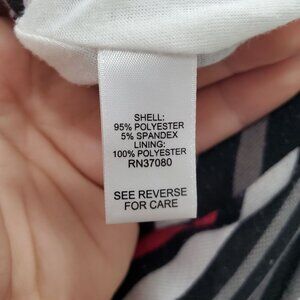 SHELL:
95% POLYESTER
5% SPANDEX
LINING:
100% POLYESTER
RN37080
SEE REVERSE
FOR CARE